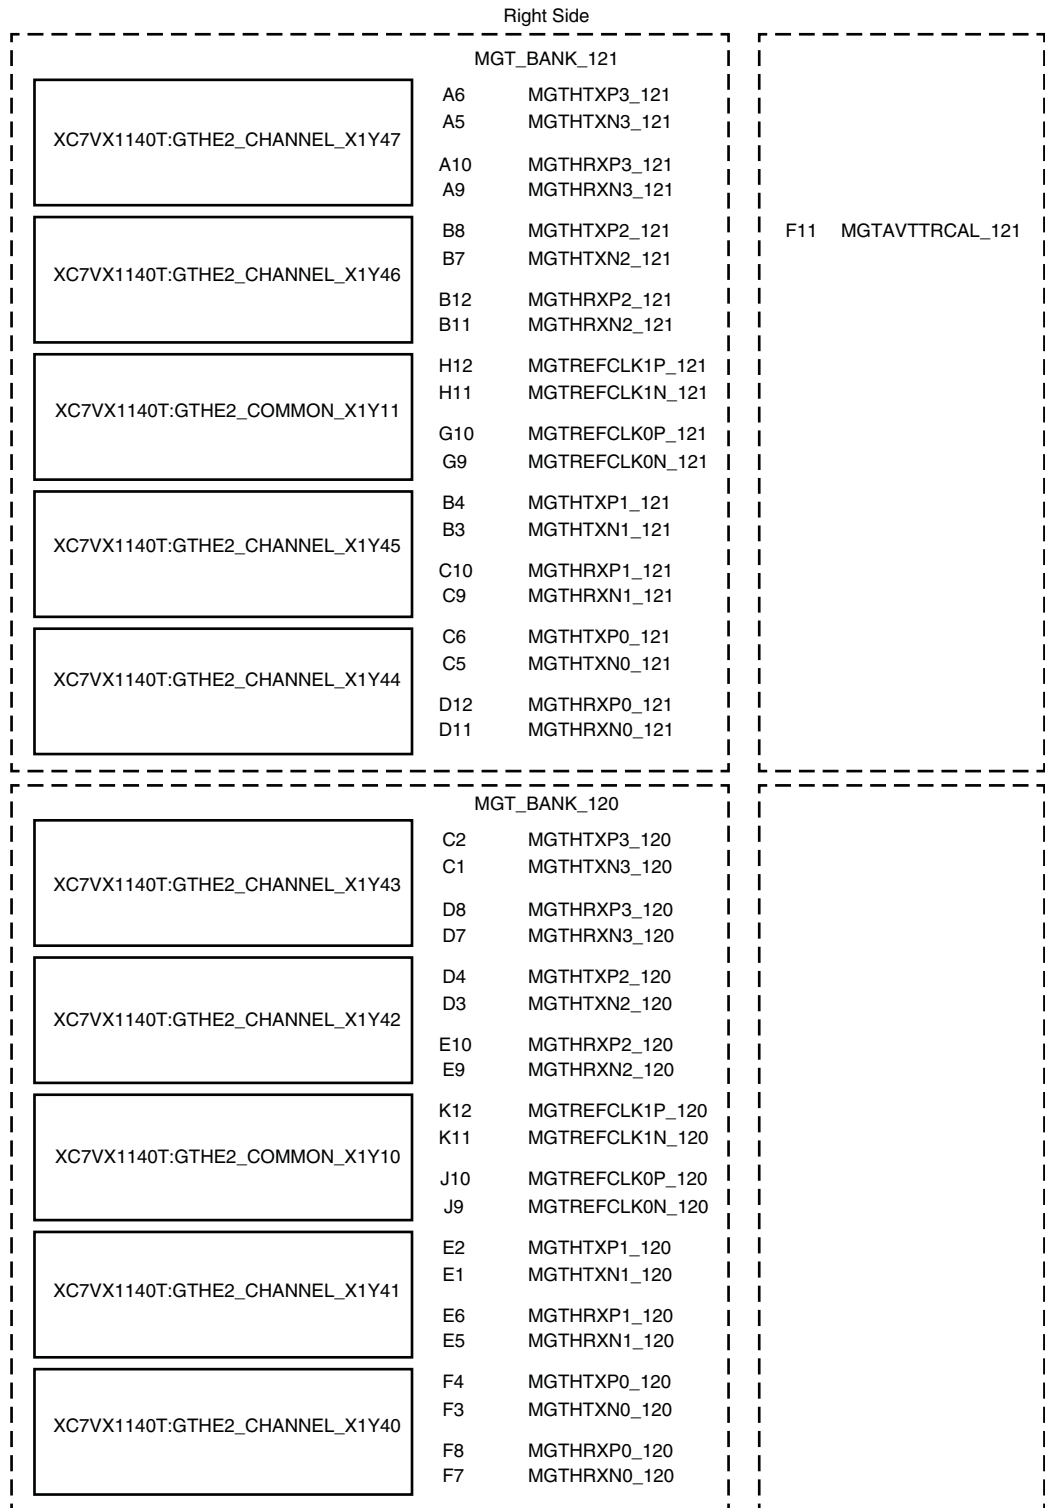 Right Side
MGT_BANK_121
XC7VX1140T:GTHE2_CHANNEL_X1Y47
A6 MGTHTXP3_121
A5 MGTHTXN3_121
A10 MGTHRXP3_121
A9 MGTHRXN3_121
XC7VX1140T:GTHE2_CHANNEL_X1Y46
B8 MGTHTXP2_121
B7 MGTHTXN2_121
B12 MGTHRXP2_121
B11 MGTHRXN2_121
XC7VX1140T:GTHE2_COMMON_X1Y11
H12 MGTREFCLK1P_121
H11 MGTREFCLK1N_121
G10 MGTREFCLK0P_121
G9 MGTREFCLK0N_121
XC7VX1140T:GTHE2_CHANNEL_X1Y45
B4 MGTHTXP1_121
B3 MGTHTXN1_121
C10 MGTHRXP1_121
C9 MGTHRXN1_121
XC7VX1140T:GTHE2_CHANNEL_X1Y44
C6 MGTHTXP0_121
C5 MGTHTXN0_121
D12 MGTHRXP0_121
D11 MGTHRXN0_121
F11 MGTAVTTRCAL_121
MGT_BANK_120
XC7VX1140T:GTHE2_CHANNEL_X1Y43
C2 MGTHTXP3_120
C1 MGTHTXN3_120
D8 MGTHRXP3_120
D7 MGTHRXN3_120
XC7VX1140T:GTHE2_CHANNEL_X1Y42
D4 MGTHTXP2_120
D3 MGTHTXN2_120
E10 MGTHRXP2_120
E9 MGTHRXN2_120
XC7VX1140T:GTHE2_COMMON_X1Y10
K12 MGTREFCLK1P_120
K11 MGTREFCLK1N_120
J10 MGTREFCLK0P_120
J9 MGTREFCLK0N_120
XC7VX1140T:GTHE2_CHANNEL_X1Y41
E2 MGTHTXP1_120
E1 MGTHTXN1_120
E6 MGTHRXP1_120
E5 MGTHRXN1_120
XC7VX1140T:GTHE2_CHANNEL_X1Y40
F4 MGTHTXP0_120
F3 MGTHTXN0_120
F8 MGTHRXP0_120
F7 MGTHRXN0_120